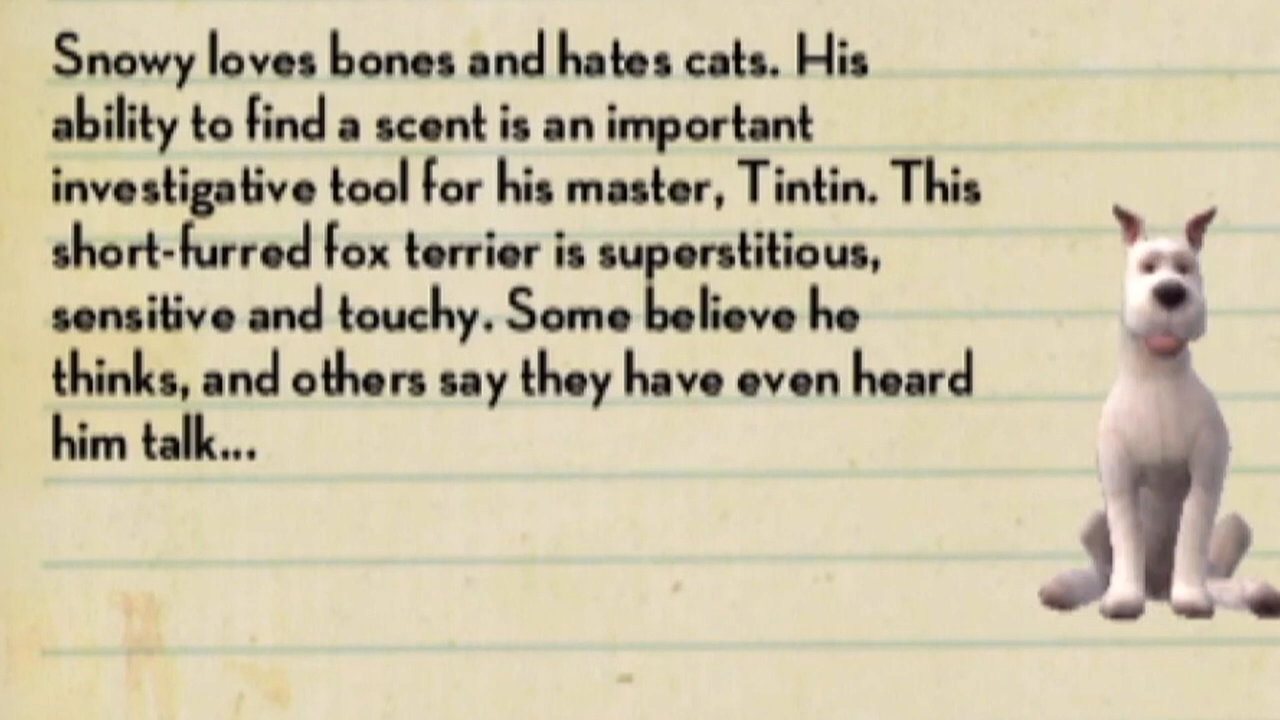 Snowy loves bones and hates cats. His
ability to find a scent is an important
investigative tool for his master, Tintin. This
short-furred fox terrier is superstitious,
sensitive and touchy. Some believe he
thinks, and others say they have even heard
him talk...